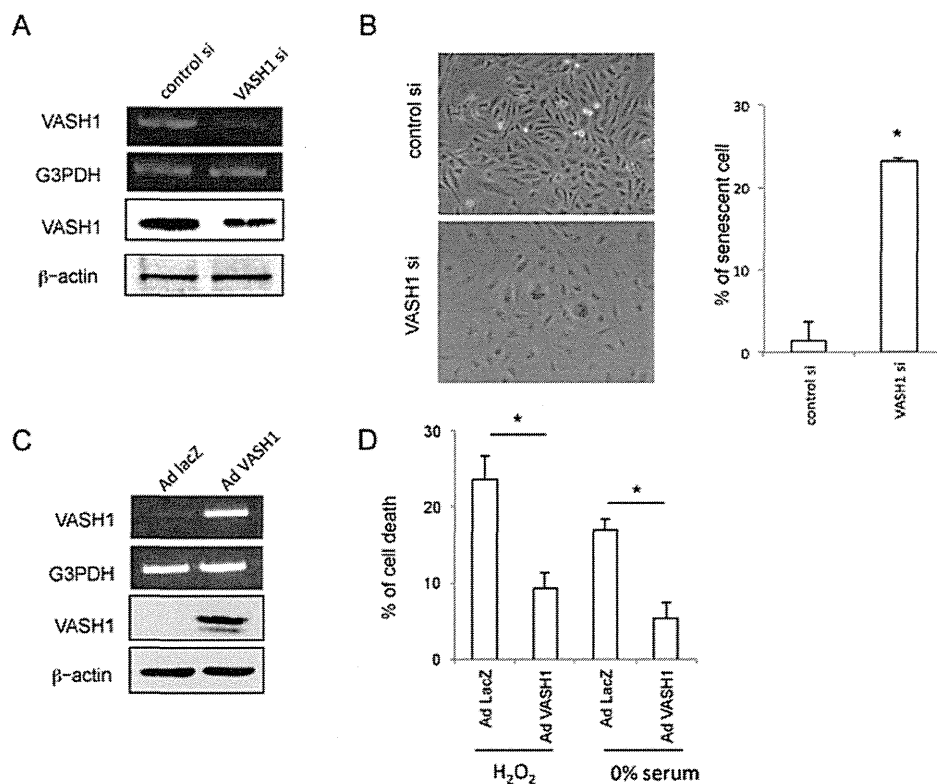 A
control si
VASH1 si
VASH1
G3PDH
VASH1
β-actin
B
control si
VASH1 si
% of senescent cell
30
20
10
0
*
control si
VASH1 si
C
Ad lacZ
Ad VASH1
VASH1
G3PDH
VASH1
β-actin
D
% of cell death
30
20
10
0
*
*
Ad LacZ
Ad VASH1
Ad LacZ
Ad VASH1
H₂O₂
0% serum